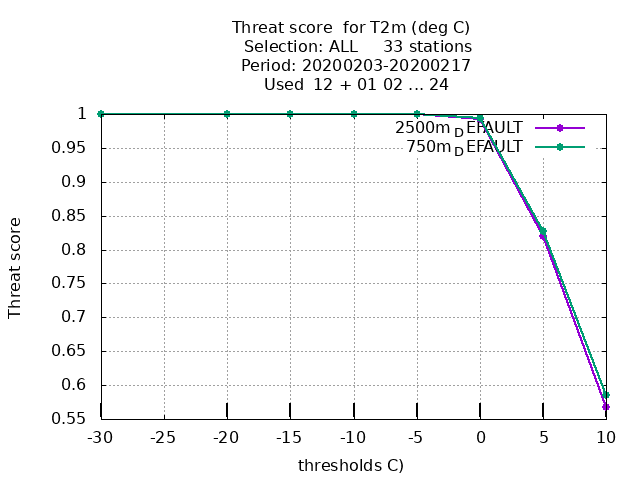 Threat score  for T2m (deg C)
Selection: ALL     33 stations
Period: 20200203-20200217
Used  12 + 01 02 ... 24
1
0.95
0.9
0.85
0.8
0.75
0.7
0.65
0.6
0.55
Threat score
2500m_DEFAULT
750m_DEFAULT
-30 -25 -20 -15 -10 -5 0 5 10
thresholds C)